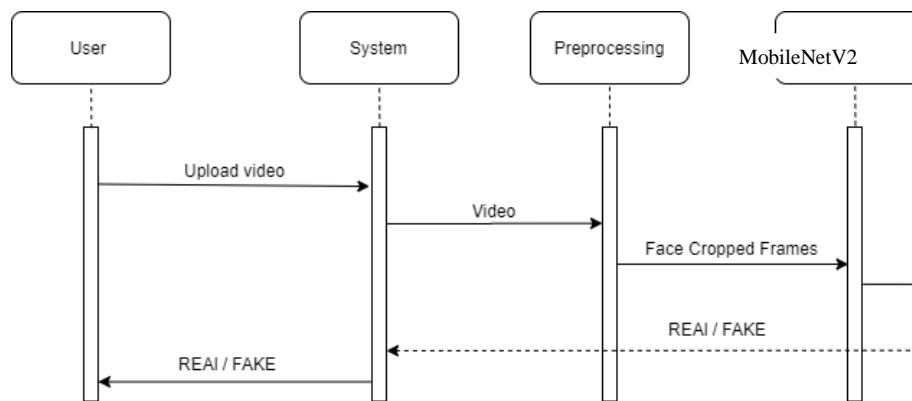 User
System
Preprocessing
MobileNetV2
Upload video
Video
Face Cropped Frames
REAI / FAKE
REAI / FAKE